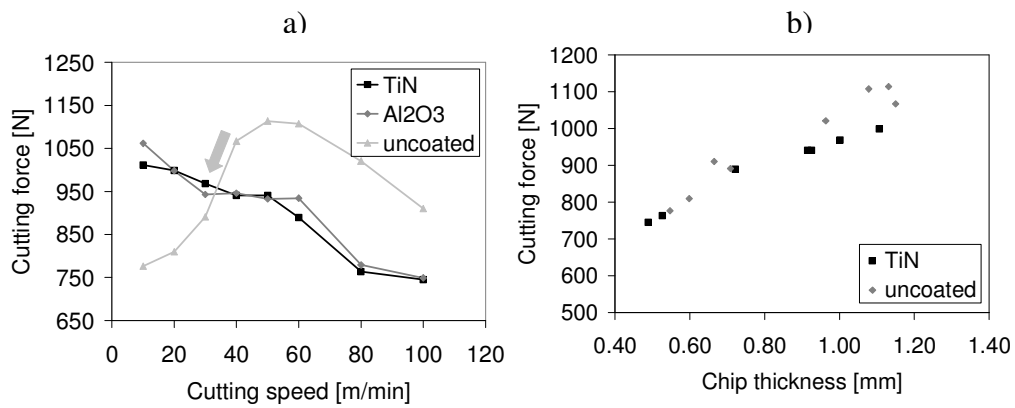 a)
1250
1150
1050
950
850
750
650
Cutting force [N]
TiN
Al2O3
uncoated
0 20 40 60 80 100 120
Cutting speed [m/min]
b)
1200
1100
1000
900
800
700
600
500
Cutting force [N]
TiN
uncoated
0.40 0.60 0.80 1.00 1.20 1.40
Chip thickness [mm]